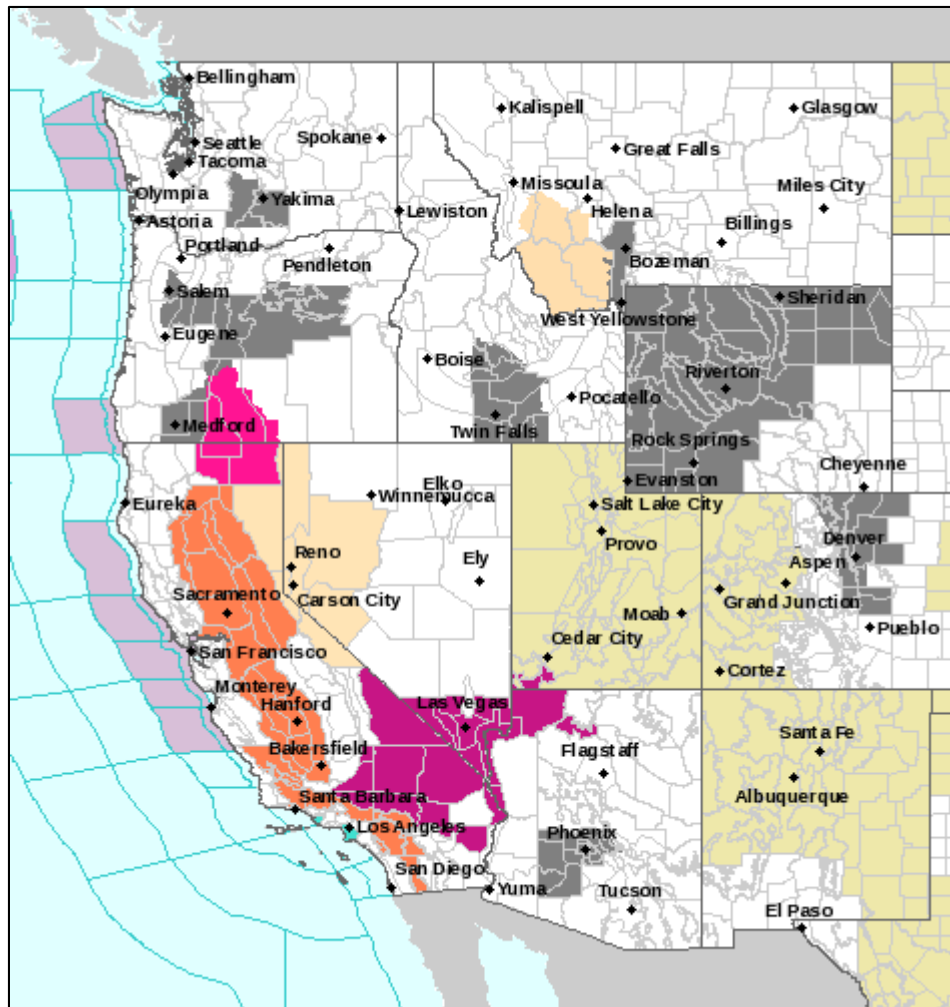 Bellingham
Kalispell
Glasgow
Seattle
Spokane
Great Falls
Tacoma
Missoula
Miles City
Olympia
Yakima
Lewiston
Helena
Astoria
Billings
Portland
Bozeman
Pendleton
Salem
Sheridan
West Yellowstone
Eugene
Boise
Riverton
Pocatello
Medford
Twin Falls
Rock Springs
Cheyenne
Evanston
Elko
Winnemucca
Eureka
Salt Lake City
Provo
Denver
Reno
Ely
Aspen
Sacramento
Carson City
Grand Junction
Moab
Pueblo
Cedar City
San Francisco
Cortez
Monterey
Las Vegas
Hanford
Santa Fe
Bakersfield
Flagstaff
Albuquerque
Santa Barbara
Los Angeles
Phoenix
San Diego
Yuma
Tucson
El Paso